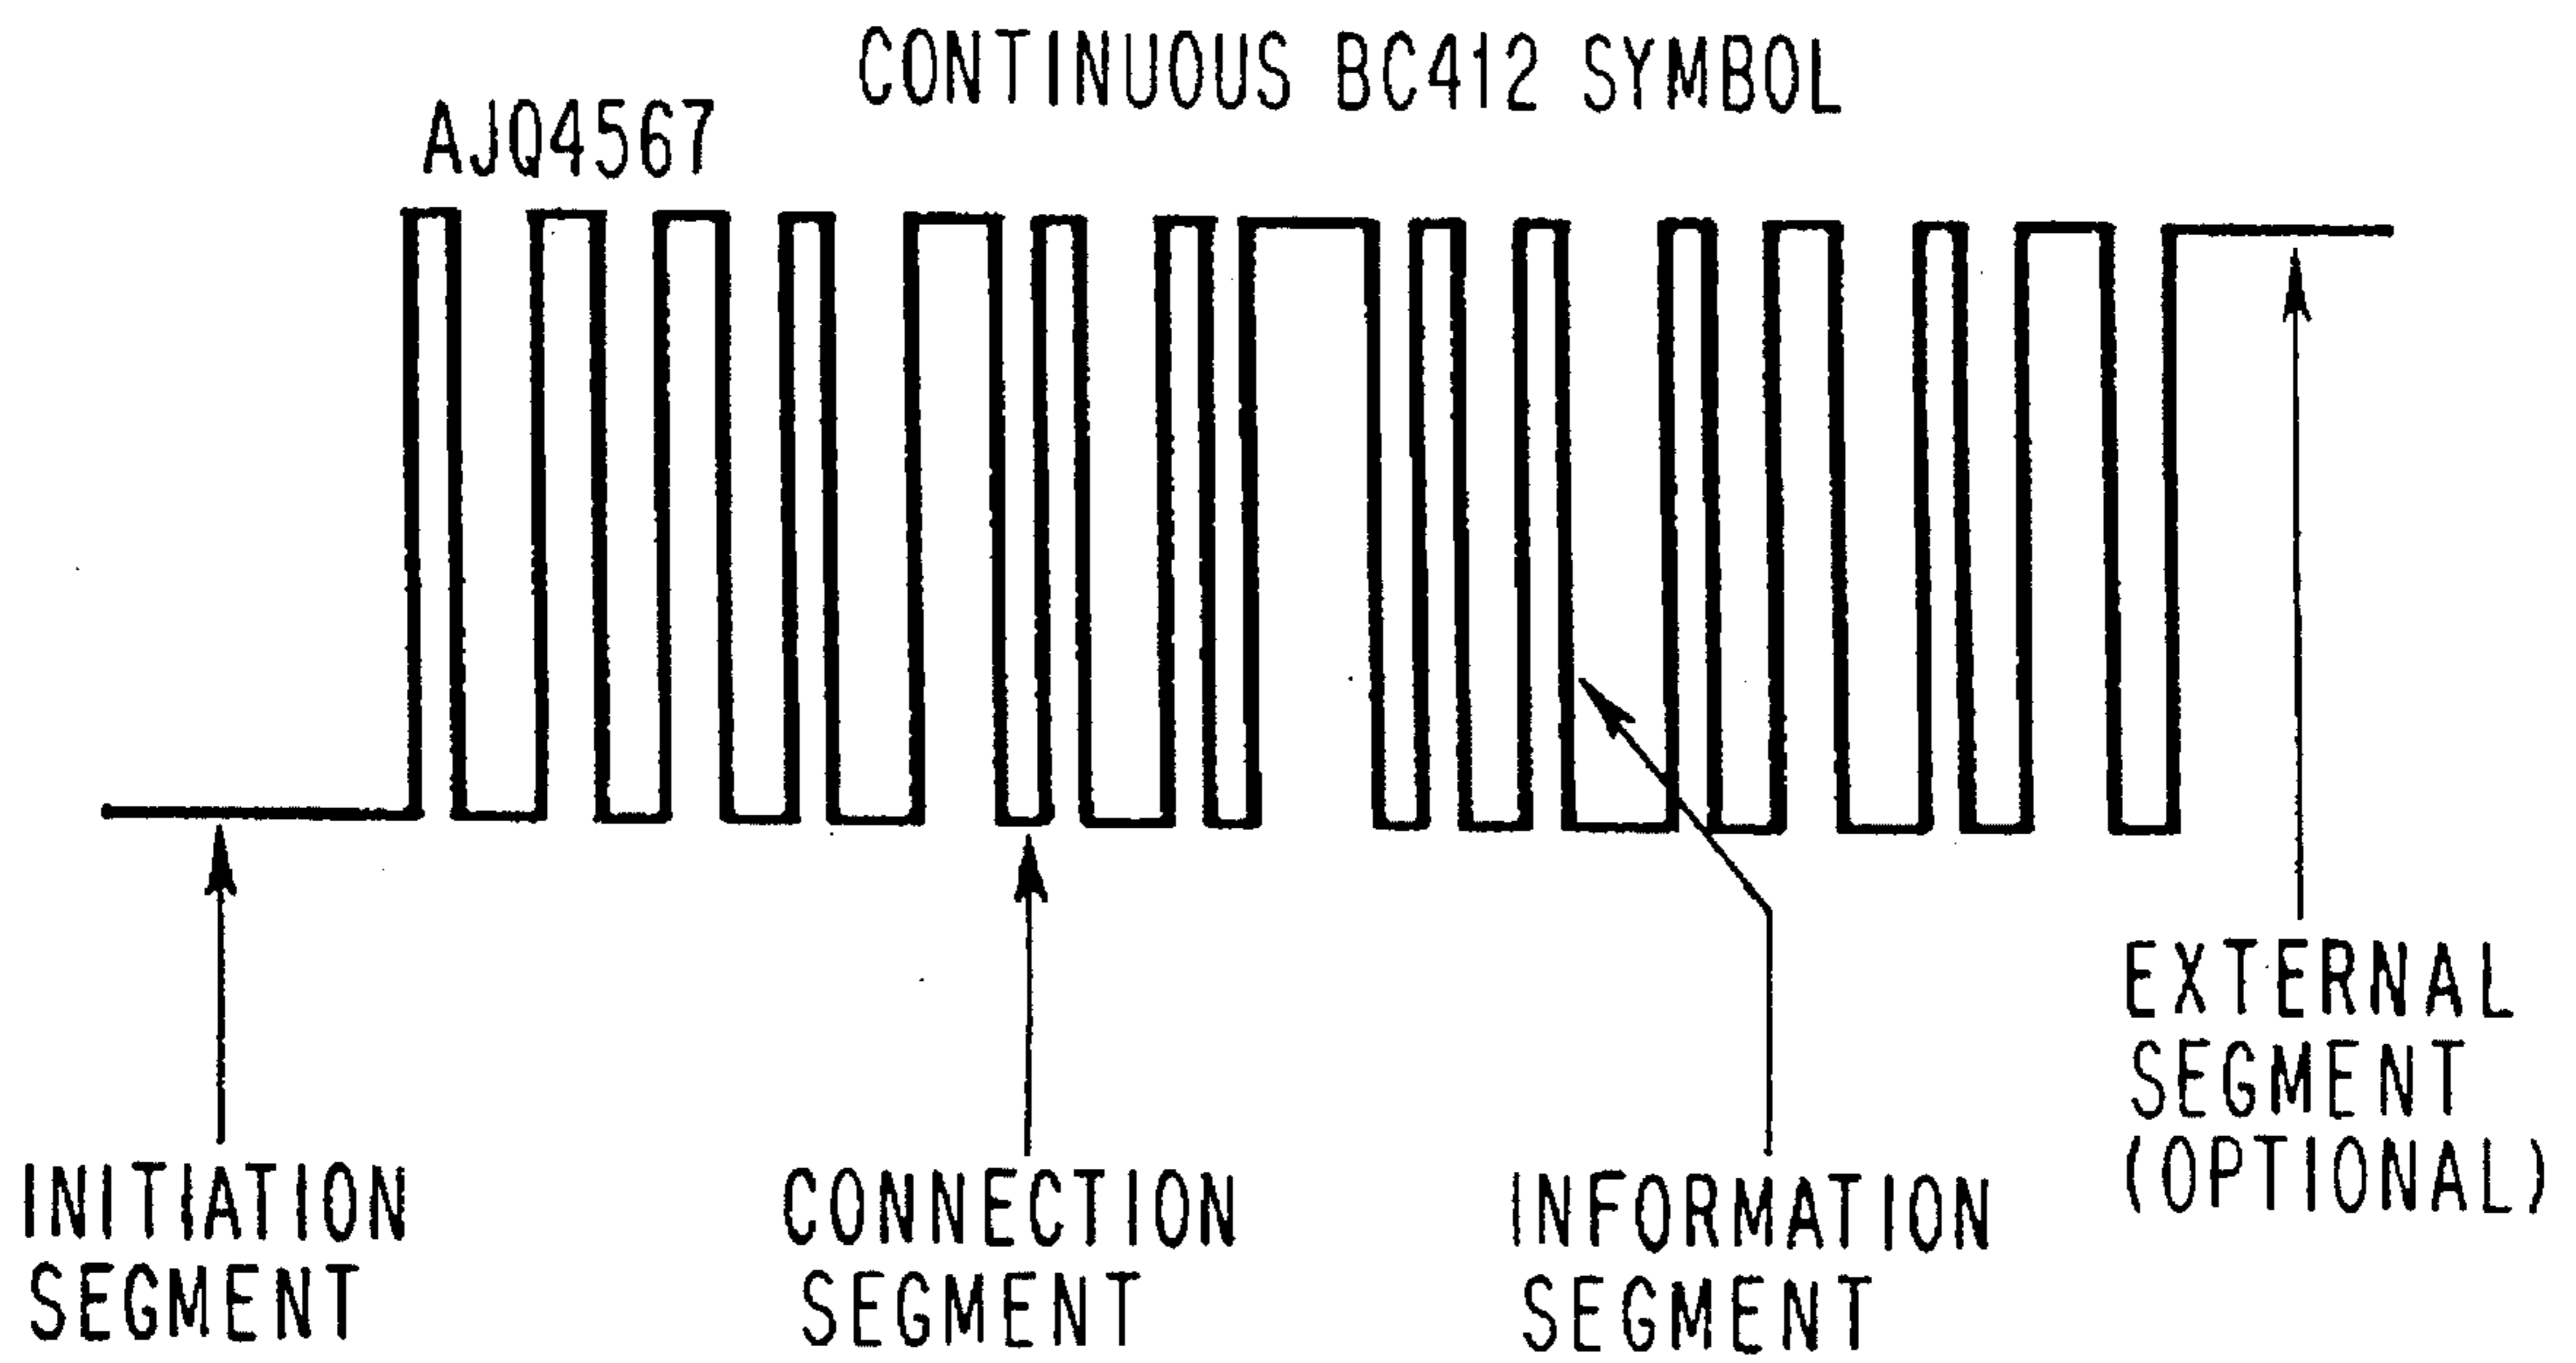 CONTINUOUS BC412 SYMBOL
AJQ4567
INITIATION
SEGMENT
CONNECTION
SEGMENT
INFORMATION
SEGMENT
EXTERNAL
SEGMENT
(OPTIONAL)